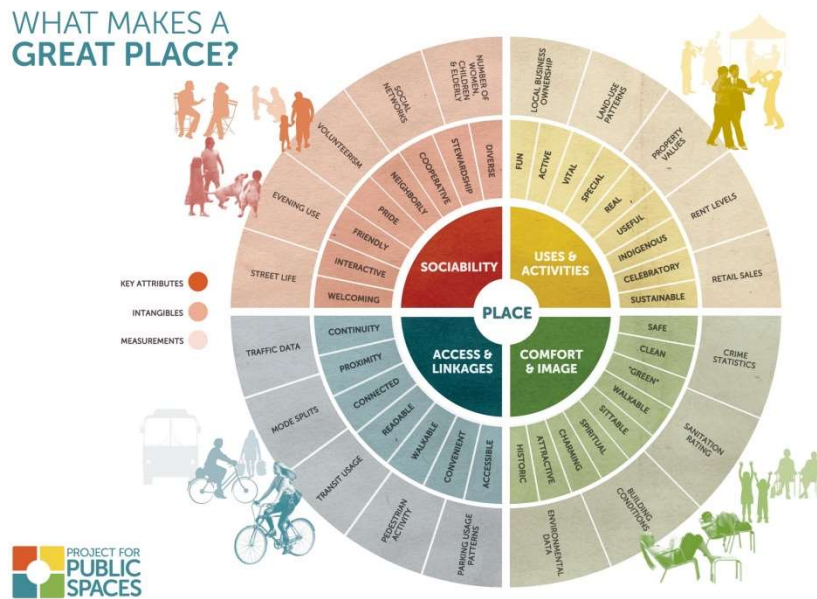 WHAT MAKES A
GREAT PLACE?
NUMBER OF
WOMEN,
CHILDREN
& ELDERLY
SOCIAL
NETWORKS
VOLUNTEERISM
EVENING USE
STREET LIFE
LOCAL BUSINESS
OWNERSHIP
LAND-USE
PATTERNS
PROPERTY
VALUES
RENT LEVELS
RETAIL SALES
DIVERSE
STEWARDSHIP
COOPERATIVE
NEIGHBORLY
PRIDE
FRIENDLY
INTERACTIVE
WELCOMING
FUN
ACTIVE
VITAL
SPECIAL
REAL
USEFUL
INDIGENOUS
CELEBRATORY
SUSTAINABLE
SOCIABILITY
USES &
ACTIVITIES
PLACE
ACCESS &
LINKAGES
COMFORT
& IMAGE
KEY ATTRIBUTES
INTANGIBLES
MEASUREMENTS
CONTINUITY
PROXIMITY
CONNECTED
READABLE
WALKABLE
CONVENIENT
ACCESSIBLE
SAFE
CLEAN
"GREEN"
WALKABLE
SITTABLE
SPIRITUAL
CHARMING
ATTRACTIVE
HISTORIC
TRAFFIC DATA
MODE SPLITS
TRANSIT USAGE
PEDESTRIAN
ACTIVITY
PARKING USAGE
PATTERNS
CRIME
STATISTICS
SANITATION
RATING
BUILDING
CONDITIONS
ENVIRONMENTAL
DATA
PROJECT FOR
PUBLIC
SPACES